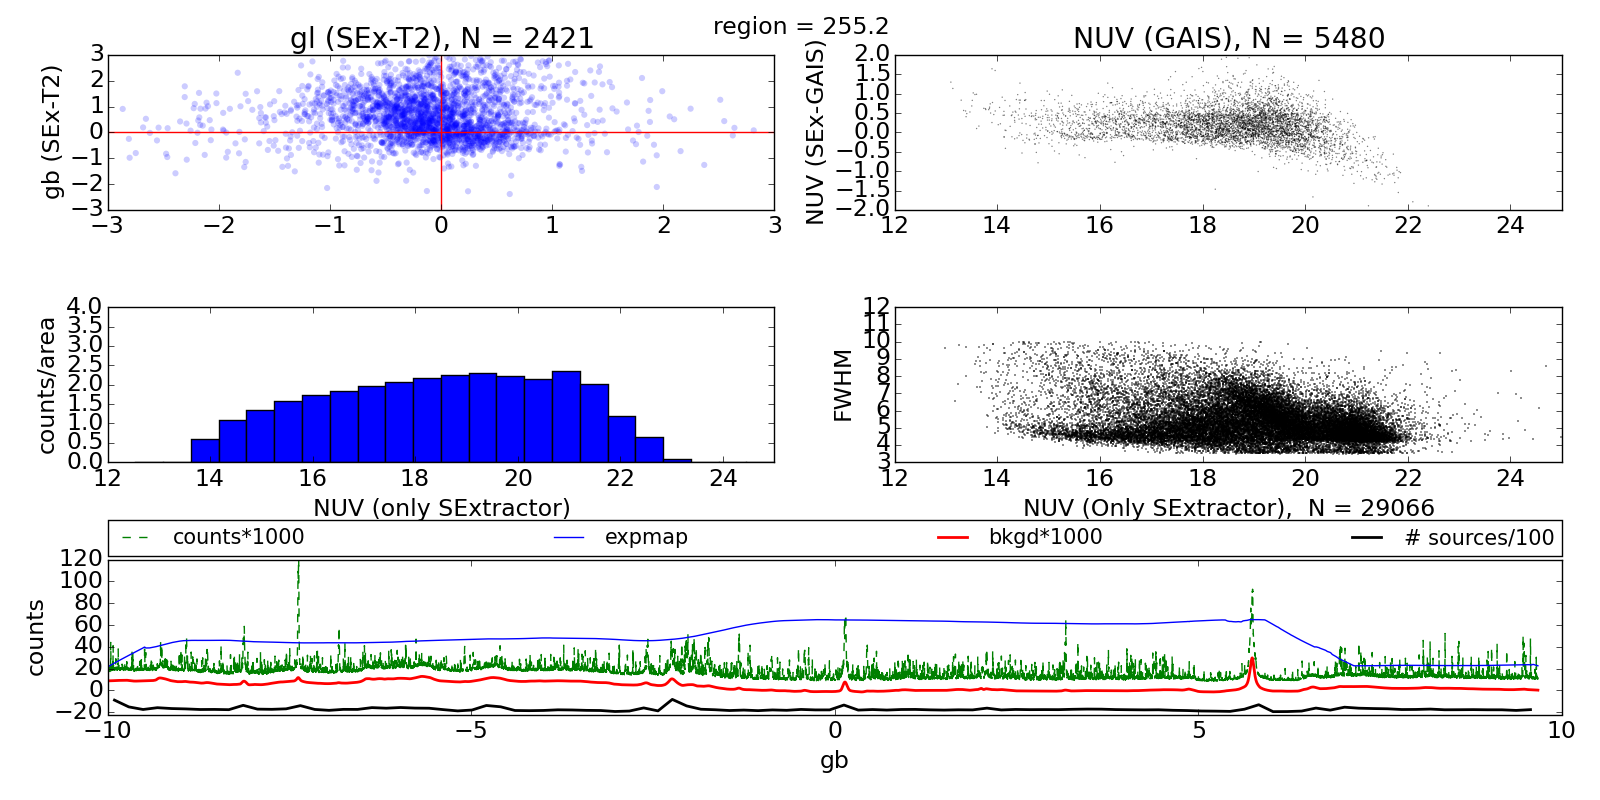 region = 255.2
gl (SEx-T2), N = 2421
gb (SEx-T2)
3
2
1
0
−1
−2
−3
−3 −2 −1 0 1 2 3
NUV (GAIS), N = 5480
NUV (SEx-GAIS)
2.0
1.5
1.0
0.5
0.0
−0.5
−1.0
−1.5
−2.0
12 14 16 18 20 22 24
counts/area
4.0
3.5
3.0
2.5
2.0
1.5
1.0
0.5
0.0
12 14 16 18 20 22 24
NUV (only SExtractor)
FWHM
12
11
10
9
8
7
6
5
4
3
12 14 16 18 20 22 24
NUV (Only SExtractor), N = 29066
counts*1000 expmap bkgd*1000 # sources/100
counts
120
100
80
60
40
20
0
−20
−10 −5 0 5 10
gb